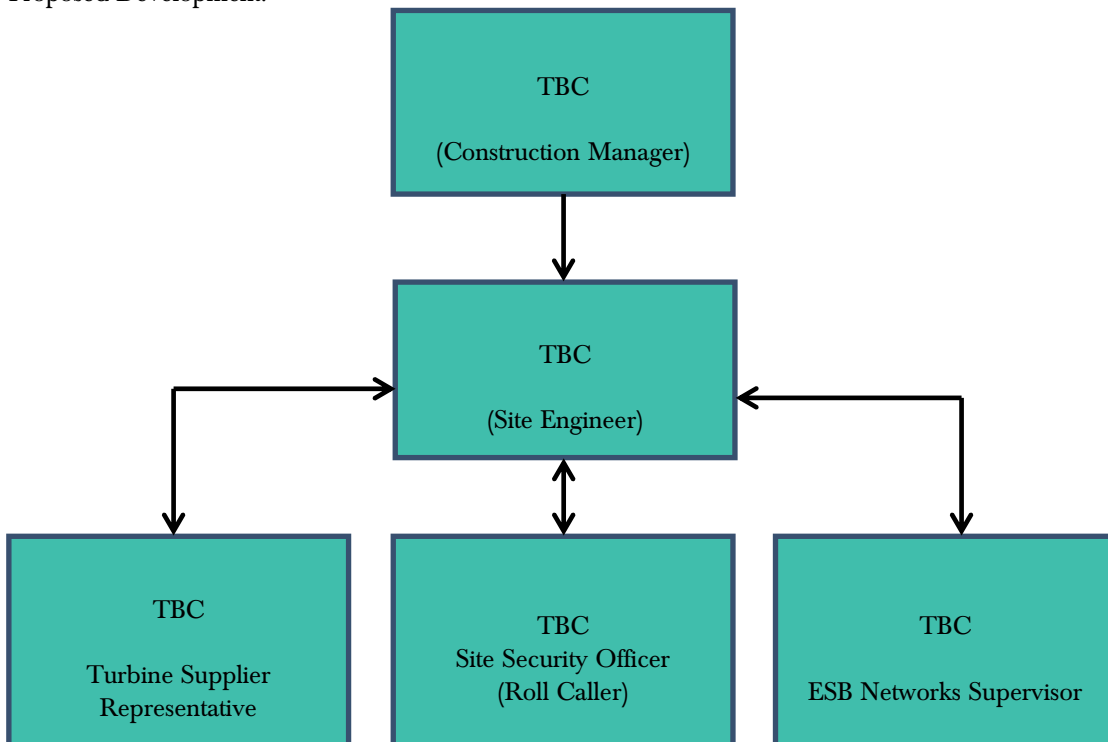 Proposed Development.
TBC
(Construction Manager)
TBC
(Site Engineer)
TBC
Turbine Supplier
Representative
TBC
Site Security Officer
(Roll Caller)
TBC
ESB Networks Supervisor